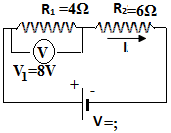 R₁ =4Ω R₂=6Ω
V I
V₁=8V
+ -
V=;